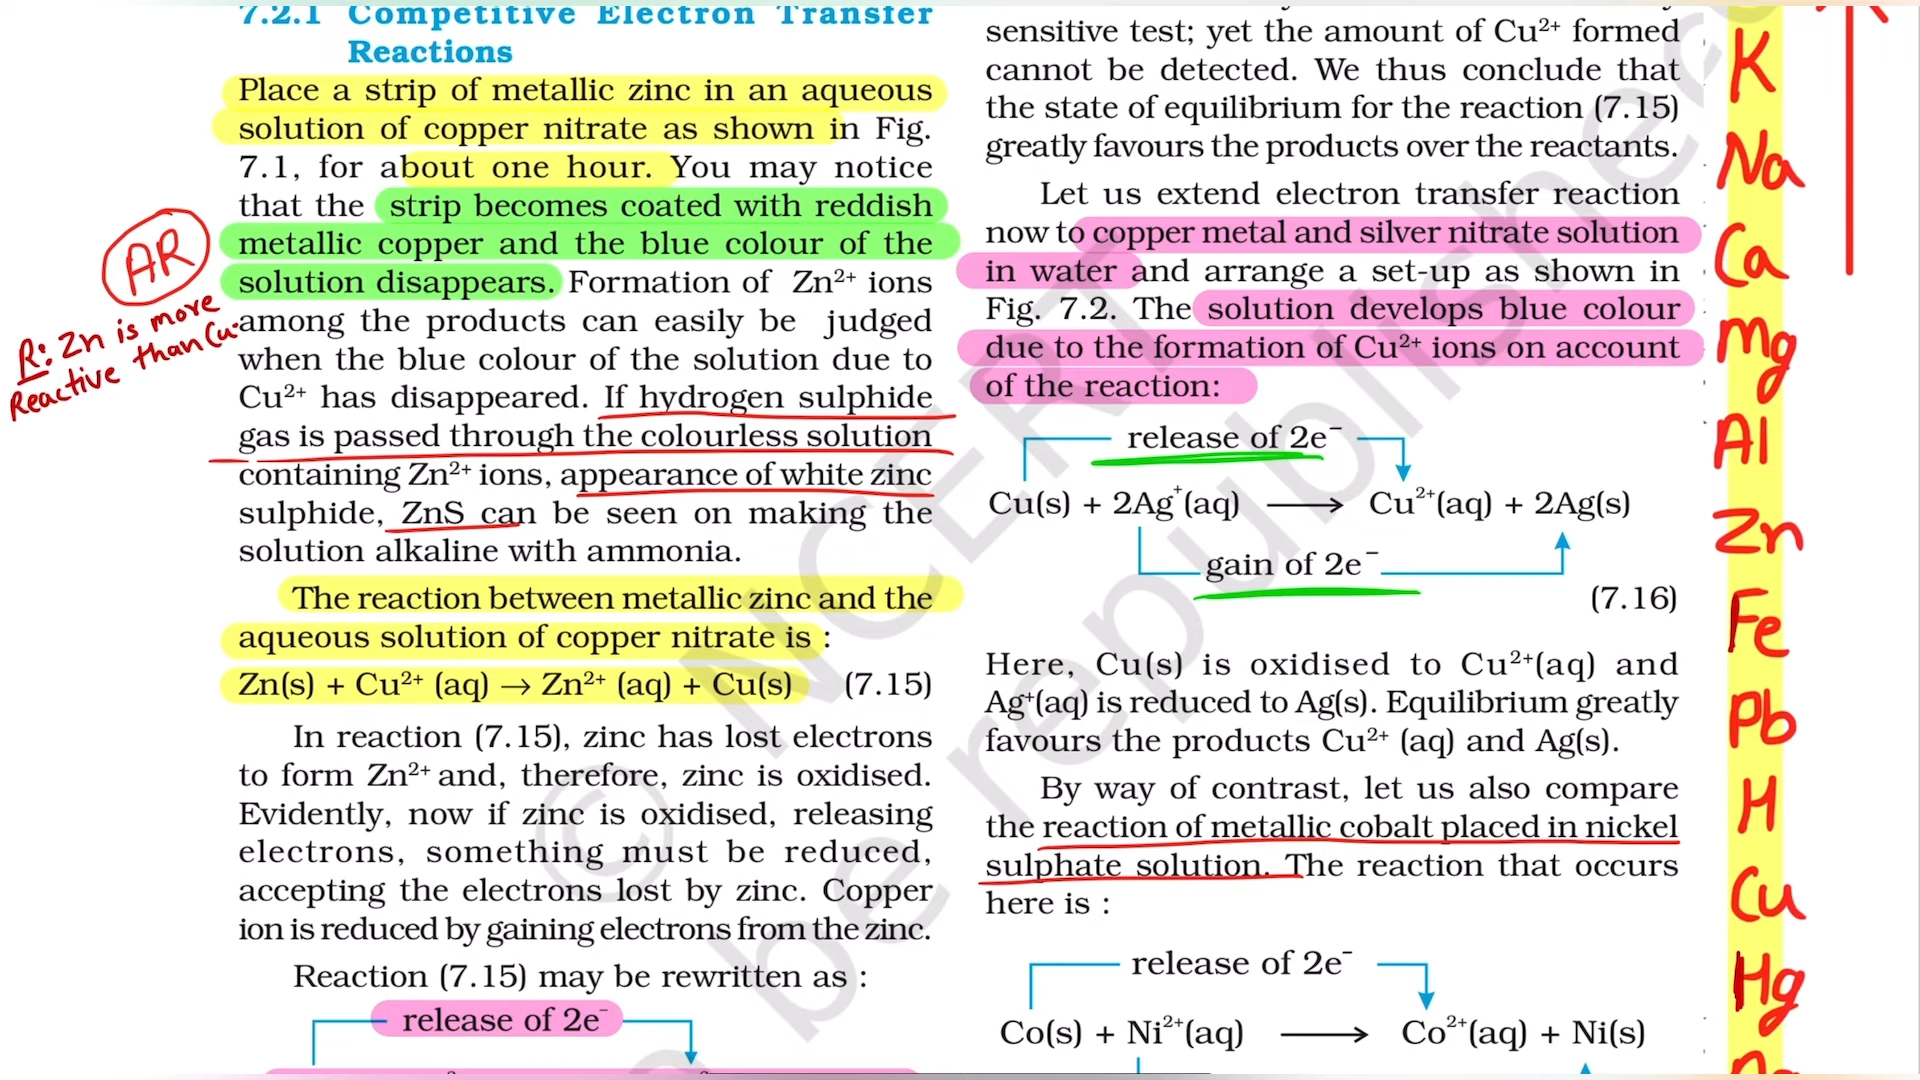 7.2.1 Competitive Electron Transfer
Reactions
Place a strip of metallic zinc in an aqueous
solution of copper nitrate as shown in Fig.
7.1, for about one hour. You may notice
that the strip becomes coated with reddish
metallic copper and the blue colour of the
solution disappears. Formation of Zn²⁺ ions
among the products can easily be judged
when the blue colour of the solution due to
Cu²⁺ has disappeared. If hydrogen sulphide
gas is passed through the colourless solution
containing Zn²⁺ ions, appearance of white zinc
sulphide, ZnS can be seen on making the
solution alkaline with ammonia.
The reaction between metallic zinc and the
aqueous solution of copper nitrate is :
Zn(s) + Cu²⁺ (aq) → Zn²⁺ (aq) + Cu(s) (7.15)
In reaction (7.15), zinc has lost electrons
to form Zn²⁺ and, therefore, zinc is oxidised.
Evidently, now if zinc is oxidised, releasing
electrons, something must be reduced,
accepting the electrons lost by zinc. Copper
ion is reduced by gaining electrons from the zinc.
Reaction (7.15) may be rewritten as :
release of 2e⁻
AR
R: Zn is more
Reactive than Cu.
sensitive test; yet the amount of Cu²⁺ formed
cannot be detected. We thus conclude that
the state of equilibrium for the reaction (7.15)
greatly favours the products over the reactants.
Let us extend electron transfer reaction
now to copper metal and silver nitrate solution
in water and arrange a set-up as shown in
Fig. 7.2. The solution develops blue colour
due to the formation of Cu²⁺ ions on account
of the reaction:
release of 2e⁻
Cu(s) + 2Ag⁺(aq) ⟶ Cu²⁺(aq) + 2Ag(s)
gain of 2e⁻
(7.16)
Here, Cu(s) is oxidised to Cu²⁺(aq) and
Ag⁺(aq) is reduced to Ag(s). Equilibrium greatly
favours the products Cu²⁺ (aq) and Ag(s).
By way of contrast, let us also compare
the reaction of metallic cobalt placed in nickel
sulphate solution. The reaction that occurs
here is :
release of 2e⁻
Co(s) + Ni²⁺(aq) ⟶ Co²⁺(aq) + Ni(s)
K
Na
Ca
Mg
Al
Zn
Fe
Pb
H
Cu
Hg
© NCERT
be republished